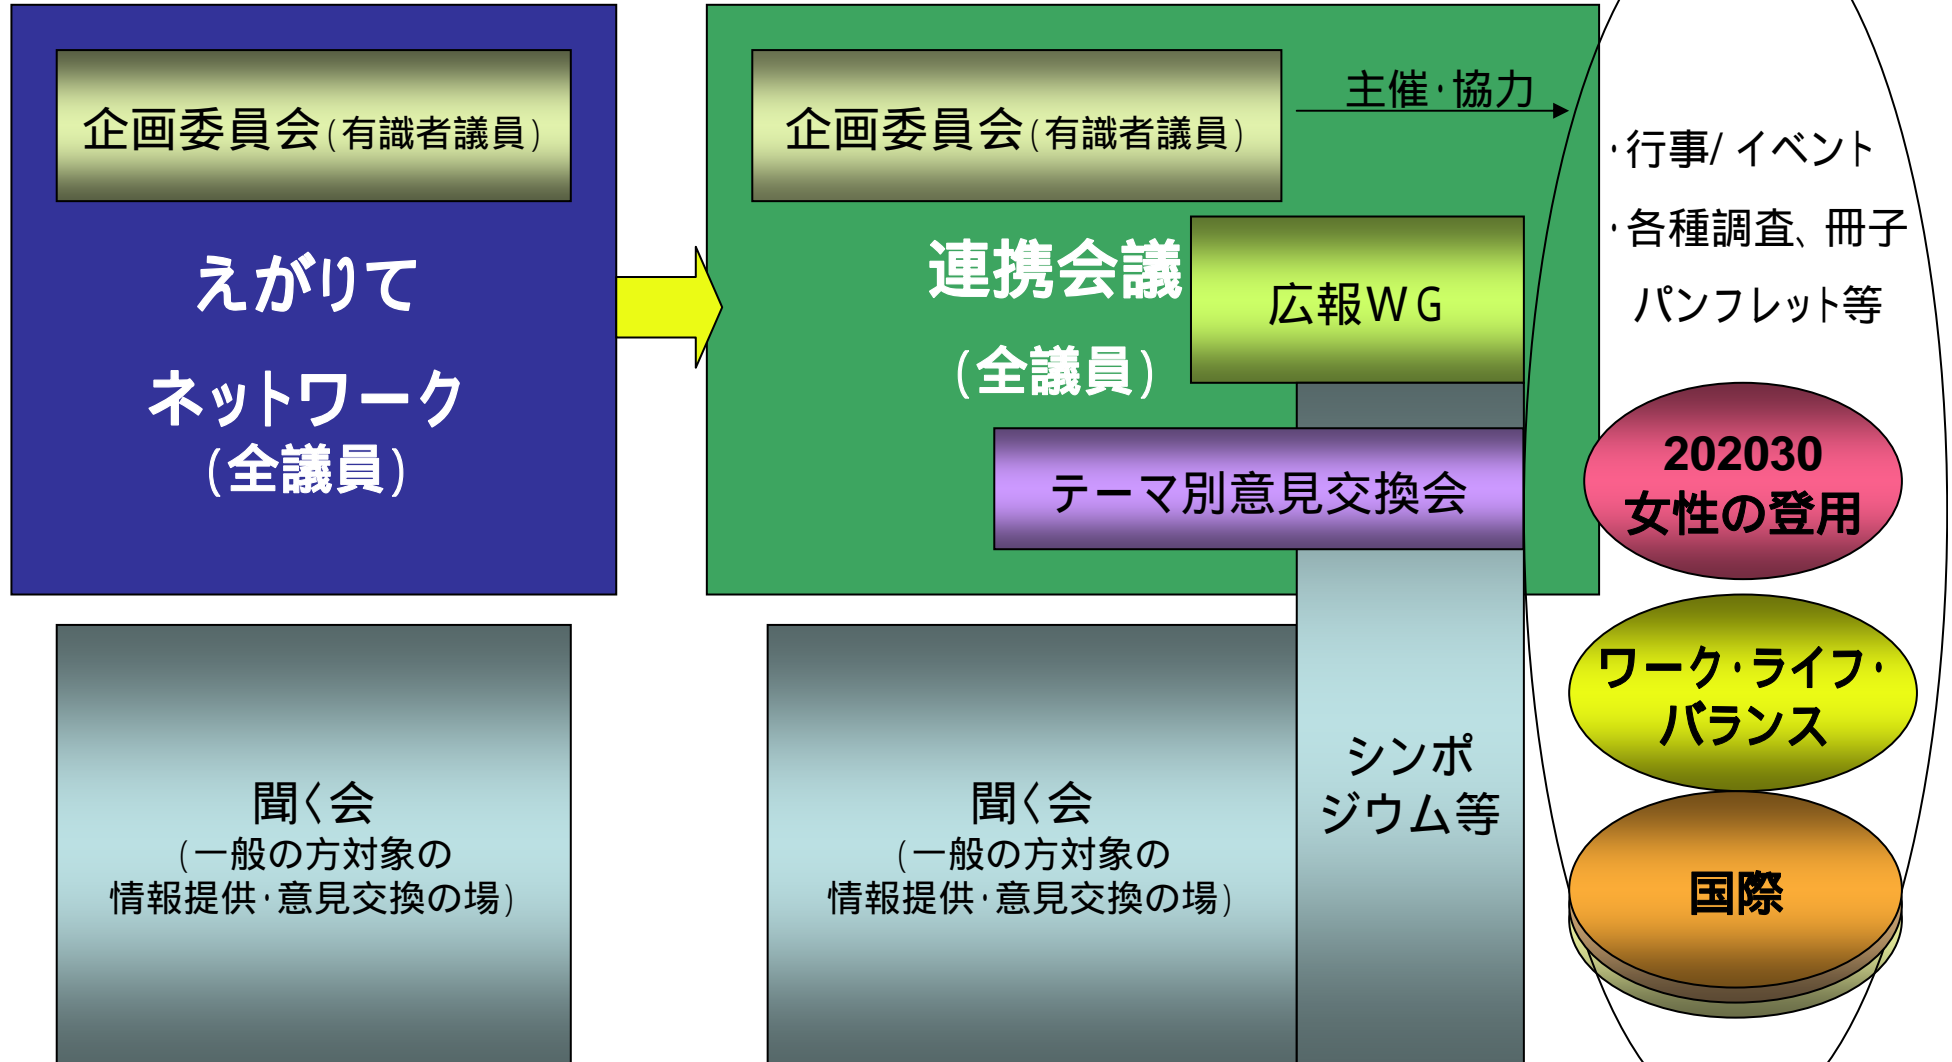 企画委員会(有識者議員)
えがりて
ネットワーク
(全議員)
聞く会
(一般の方対象の
情報提供・意見交換の場)
企画委員会(有識者議員)
主催・協力
連携会議
(全議員)
広報WG
テーマ別意見交換会
聞く会
(一般の方対象の
情報提供・意見交換の場)
シンポ
ジウム等
・行事/イベント
・各種調査、冊子
パンフレット等
202030
女性の登用
ワーク・ライフ・
バランス
国際